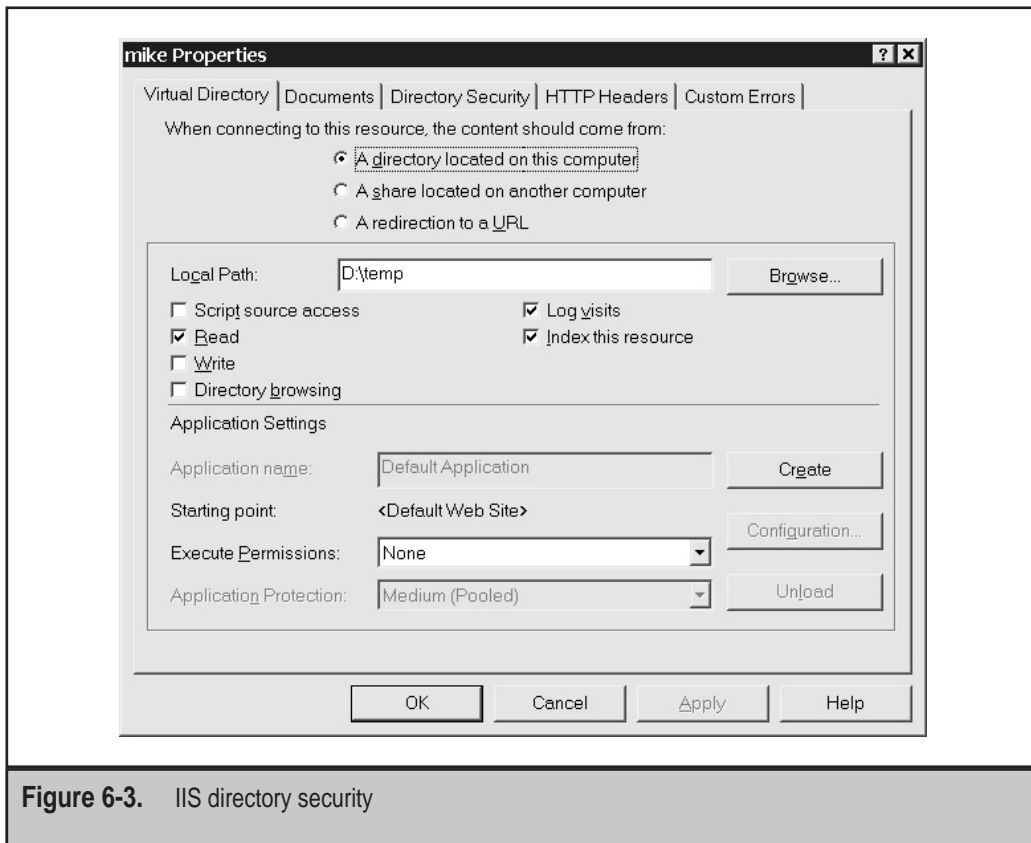 mike Properties
Virtual Directory Documents Directory Security HTTP Headers Custom Errors
When connecting to this resource, the content should come from:
A directory located on this computer
A share located on another computer
A redirection to a URL
Local Path: D:\temp Browse...
Script source access Log visits
Read Index this resource
Write
Directory browsing
Application Settings
Application name: Default Application Create
Starting point: <Default Web Site>
Configuration...
Execute Permissions: None
Application Protection: Medium (Pooled) Unload
OK Cancel Apply Help
Figure 6-3. IIS directory security